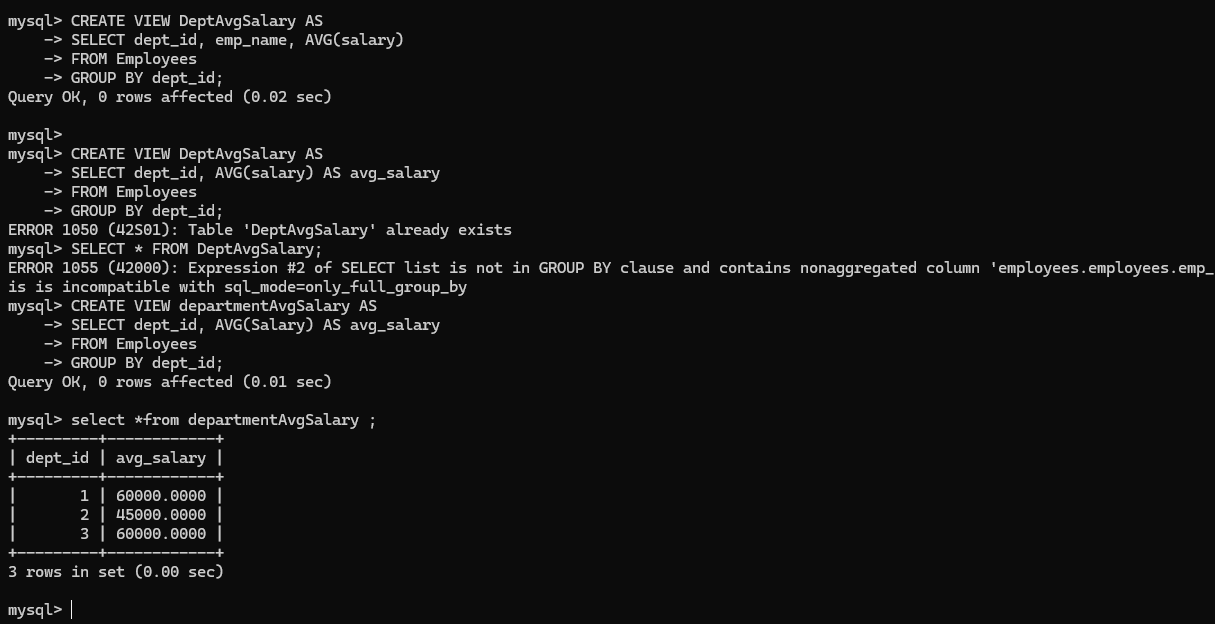 mysql> CREATE VIEW DeptAvgSalary AS
    -> SELECT dept_id, emp_name, AVG(salary)
    -> FROM Employees
    -> GROUP BY dept_id;
Query OK, 0 rows affected (0.02 sec)

mysql>
mysql> CREATE VIEW DeptAvgSalary AS
    -> SELECT dept_id, AVG(salary) AS avg_salary
    -> FROM Employees
    -> GROUP BY dept_id;
ERROR 1050 (42S01): Table 'DeptAvgSalary' already exists
mysql> SELECT * FROM DeptAvgSalary;
ERROR 1055 (42000): Expression #2 of SELECT list is not in GROUP BY clause and contains nonaggregated column 'employees.employees.emp_
is is incompatible with sql_mode=only_full_group_by
mysql> CREATE VIEW departmentAvgSalary AS
    -> SELECT dept_id, AVG(Salary) AS avg_salary
    -> FROM Employees
    -> GROUP BY dept_id;
Query OK, 0 rows affected (0.01 sec)

mysql> select *from departmentAvgSalary ;
+---------+------------+
| dept_id | avg_salary |
+---------+------------+
|       1 | 60000.0000 |
|       2 | 45000.0000 |
|       3 | 60000.0000 |
+---------+------------+
3 rows in set (0.00 sec)

mysql>